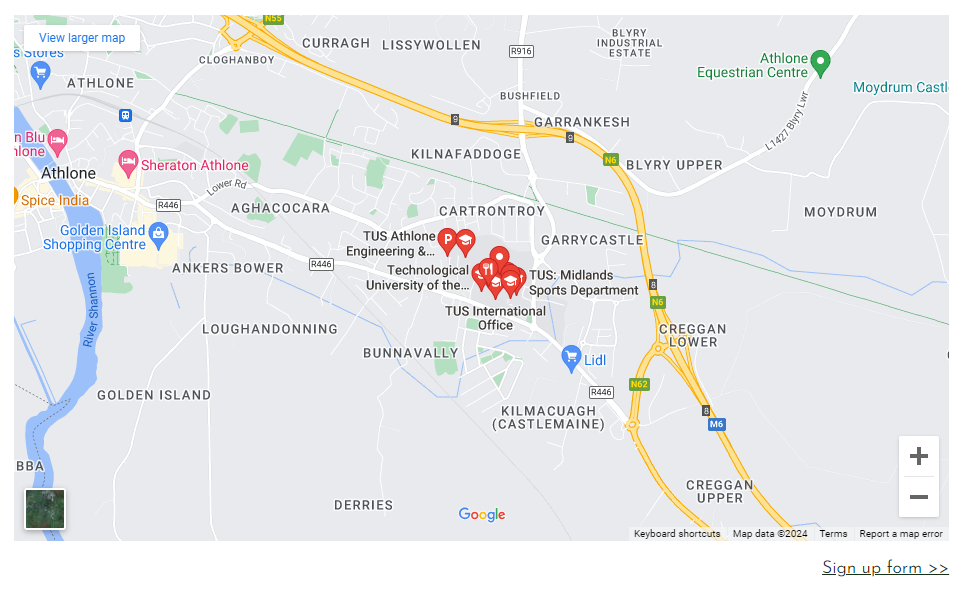 N55
View larger map
s Stores
CURRAGH
LISSYWOLLEN
BLYRY
INDUSTRIAL
ESTATE
R916
CLOGHANBOY
Athlone
Equestrian Centre
ATHLONE
Moydrum Castl
BUSHFIELD
L1427 Blyry Lwr
9
GARRANKESH
9
n Blu
hlone
KILNAFADDOGE
N6
BLYRY UPPER
Sheraton Athlone
Athlone
Lower Rd
Spice India
R446
AGHACOCARA
CARTRONTROY
MOYDRUM
Golden Island
Shopping Centre
TUS Athlone
Engineering &...
P
GARRYCASTLE
ANKERS BOWER
R446
Technological
University of the...
TUS: Midlands
Sports Department
8
N6
River Shannon
TUS International
Office
LOUGHANDONNING
CREGGAN
LOWER
BUNNAVALLY
Lidl
GOLDEN ISLAND
R446
N62
8
M6
KILMACUAGH
(CASTLEMAINE)
BBA
CREGGAN
UPPER
DERRIES
Google
Keyboard shortcuts
Map data ©2024
Terms
Report a map error
Sign up form >>